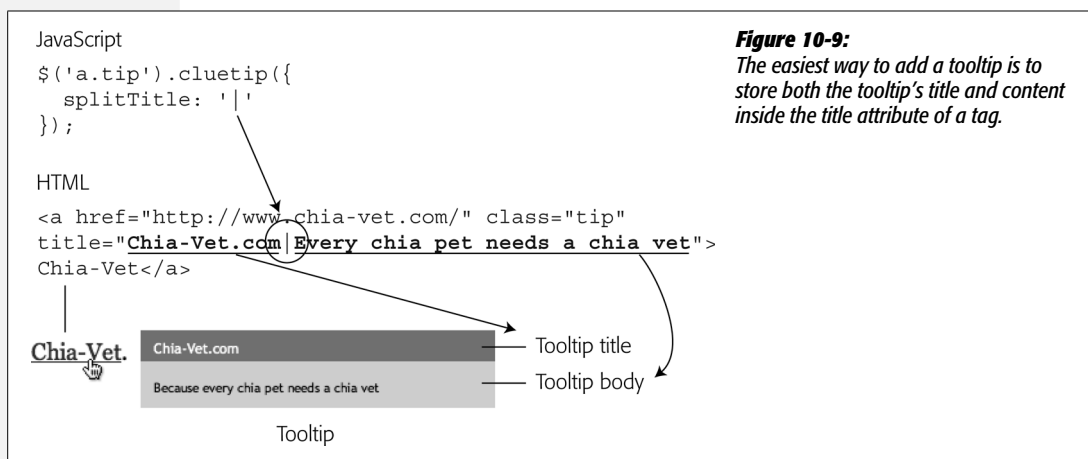 JavaScript
$('a.tip').cluetip({
  splitTitle: '|'
});
HTML
<a href="http://www.chia-vet.com/" class="tip"
title="Chia-Vet.com|Every chia pet needs a chia vet">
Chia-Vet</a>
Chia-Vet.
Chia-Vet.com
Because every chia pet needs a chia vet
Tooltip title
Tooltip body
Tooltip
Figure 10-9:
The easiest way to add a tooltip is to
store both the tooltip’s title and content
inside the title attribute of a tag.